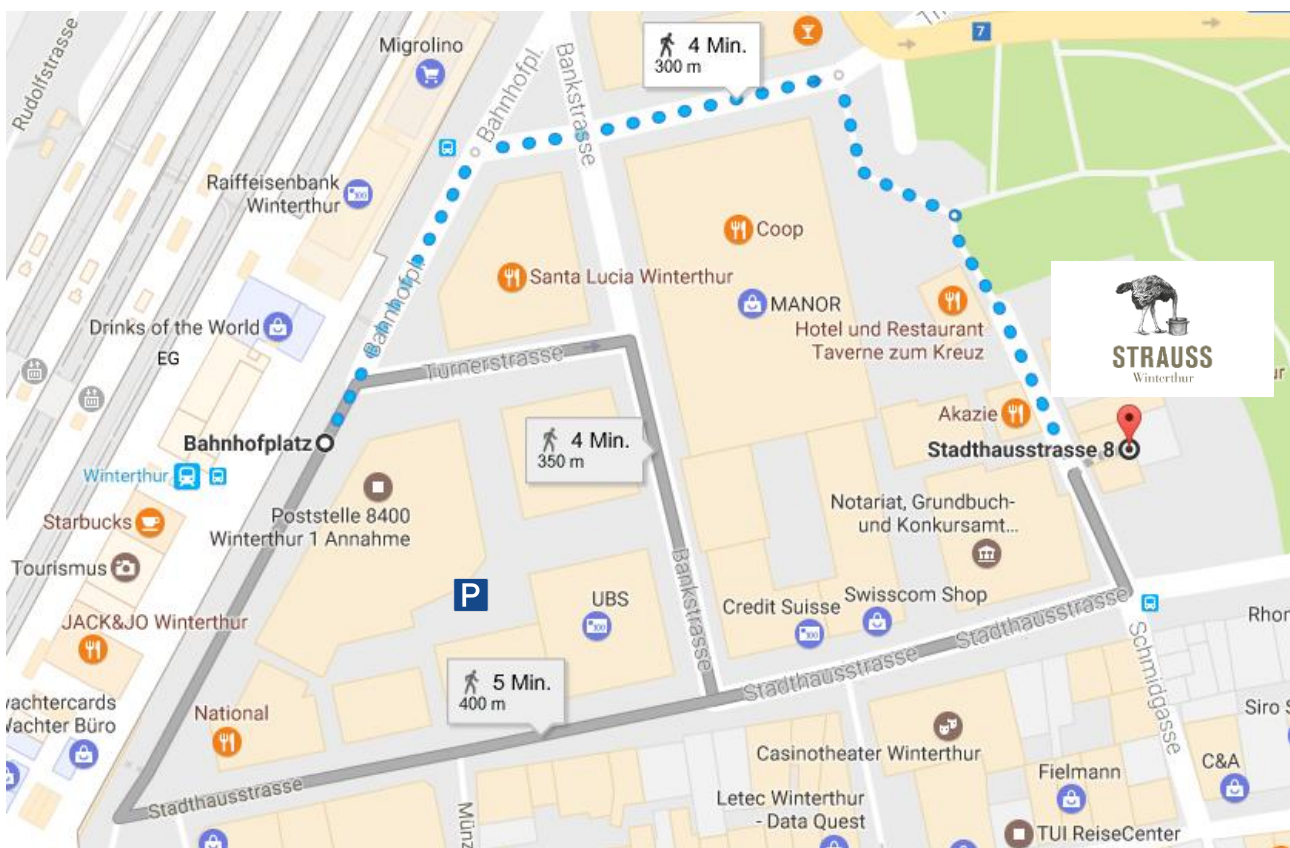 Rudolfstrasse
Migrolino
Bahnhofpl.
Bankstrasse
4 Min.
300 m
7
Raiffeisenbank
Winterthur
Coop
Santa Lucia Winterthur
MANOR
Bahnhofpl.
Drinks of the World
EG
Hotel und Restaurant
Taverne zum Kreuz
STRAUSS
Winterthur
Turnerstrasse
Akazie
Bahnhofplatz
4 Min.
350 m
Stadthausstrasse 8
Winterthur
Poststelle 8400
Winterthur 1 Annahme
Notariat, Grundbuch-
und Konkursamt...
Starbucks
Tourismus
P
UBS
Bankstrasse
Credit Suisse
Swisscom Shop
Stadthausstrasse
Rhon
JACK&JO Winterthur
Stadthausstrasse
Schmidgasse
5 Min.
400 m
wachtercards
Wachter Büro
National
Siro S
Casinotheater Winterthur
Stadthausstrasse
Münz
Letec Winterthur
- Data Quest
Fielmann
C&A
TUI ReiseCenter